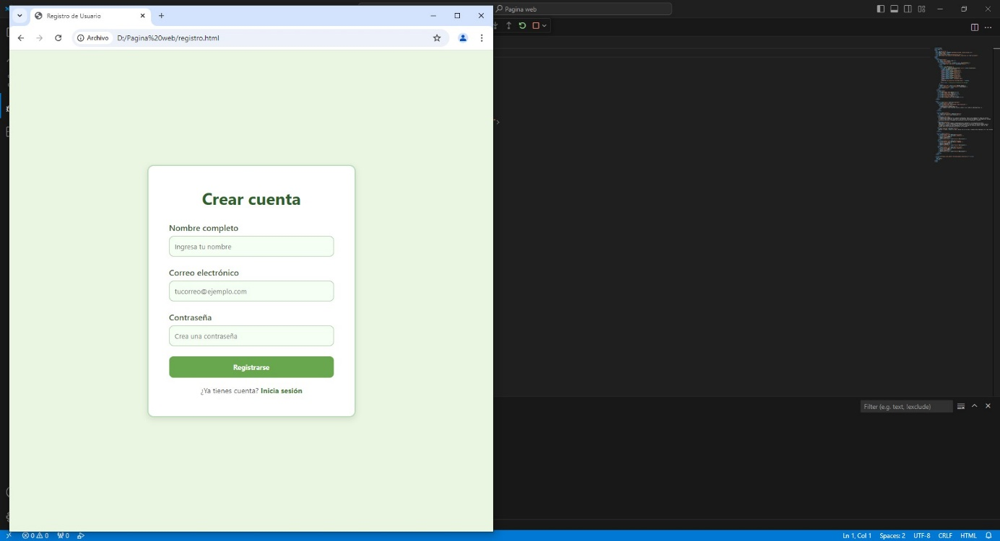 Registro de Usuario
Pagina web
Archivo
D:/Pagina%20web/registro.html
Crear cuenta
Nombre completo
Ingresa tu nombre
Correo electrónico
tucorreo@ejemplo.com
Contraseña
Crea una contraseña
Registrarse
¿Ya tienes cuenta? Inicia sesión
Filter (e.g. text, !exclude)
0 0 0
Ln 1, Col 1 Spaces: 2 UTF-8 CRLF HTML